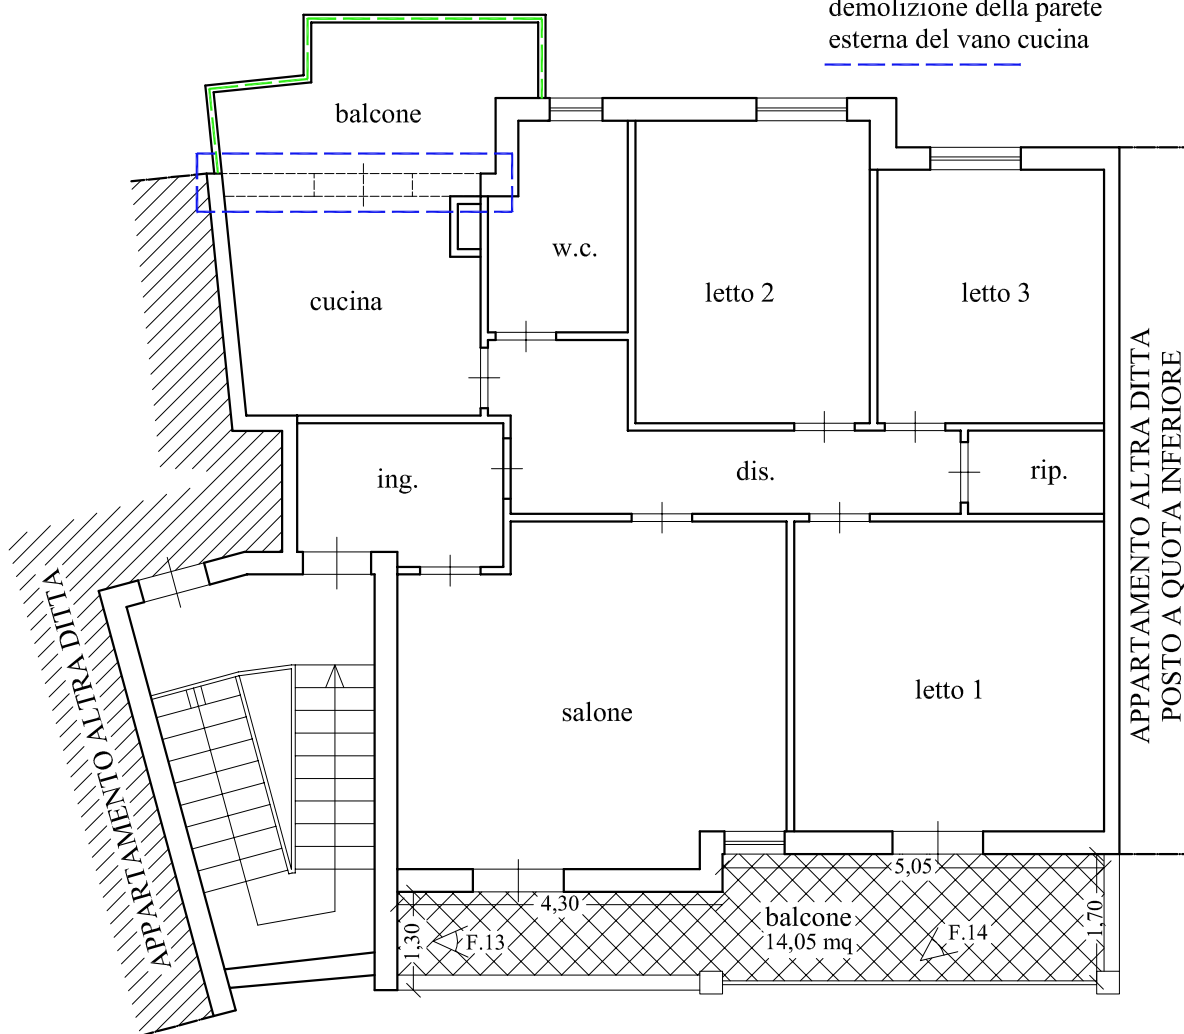 demolizione della parete
esterna del vano cucina
balcone
w.c.
letto 2
letto 3
cucina
ing.
dis.
rip.
APPARTAMENTO ALTRA DITTA
POSTO A QUOTA INFERIORE
APPARTAMENTO ALTRA DITTA
salone
letto 1
5,05
4,30
balcone
14,05 mq
1,30
F.13
F.14
1,70